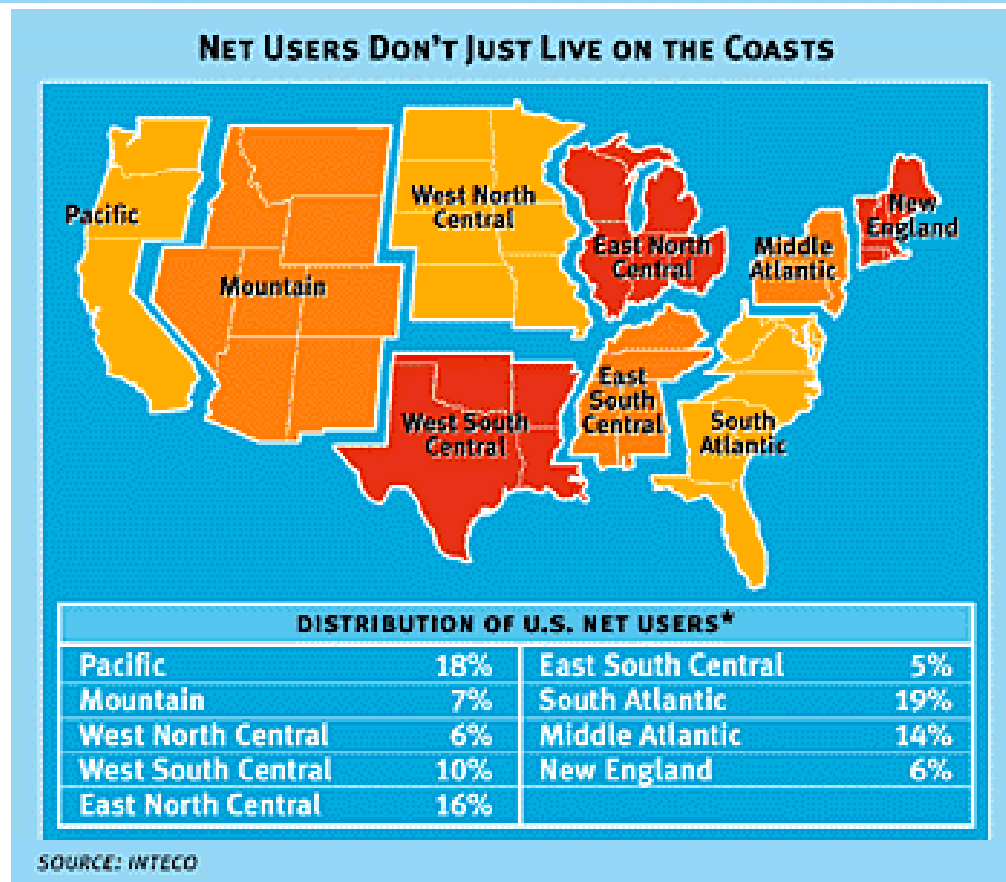 NET USERS DON'T JUST LIVE ON THE COASTS
Pacific
Mountain
West North
Central
East North
Central
Middle
Atlantic
New
England
West South
Central
East
South
Central
South
Atlantic
DISTRIBUTION OF U.S. NET USERS*
Pacific 18%
Mountain 7%
West North Central 6%
West South Central 10%
East North Central 16%
East South Central 5%
South Atlantic 19%
Middle Atlantic 14%
New England 6%
SOURCE: INTECO